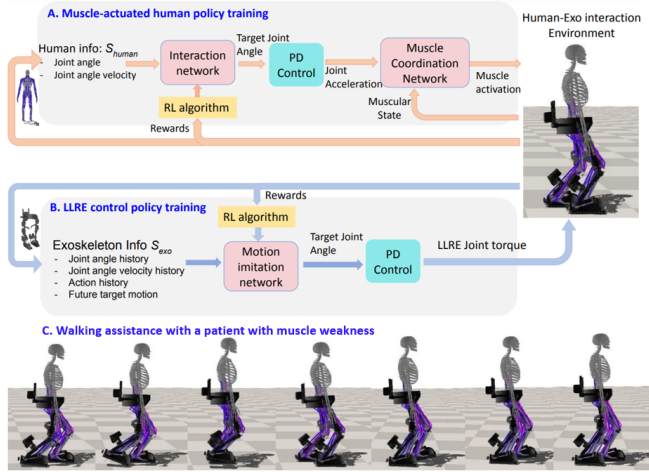 A. Muscle-actuated human policy training
Human-Exo interaction
Environment
Human info: S_human
- Joint angle
- Joint angle velocity
Interaction
network
Target Joint
Angle
PD
Control
Joint
Acceleration
Muscle
Coordination
Network
Muscle
activation
Muscular
State
RL algorithm
Rewards
B. LLRE control policy training
Rewards
RL algorithm
Exoskeleton Info S_exo
- Joint angle history
- Joint angle velocity history
- Action history
- Future target motion
Motion
imitation
network
Target Joint
Angle
PD
Control
LLRE Joint torque
C. Walking assistance with a patient with muscle weakness